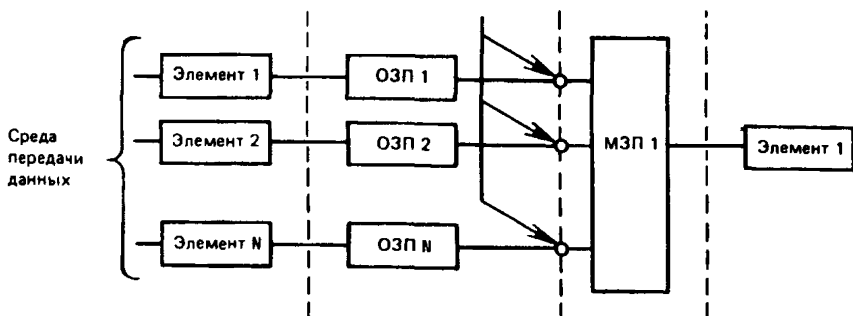 Элемент 1
ОЗП 1
Элемент 2
ОЗП 2
Среда
передачи
данных
МЗП 1
Элемент 1
Элемент N
ОЗП N